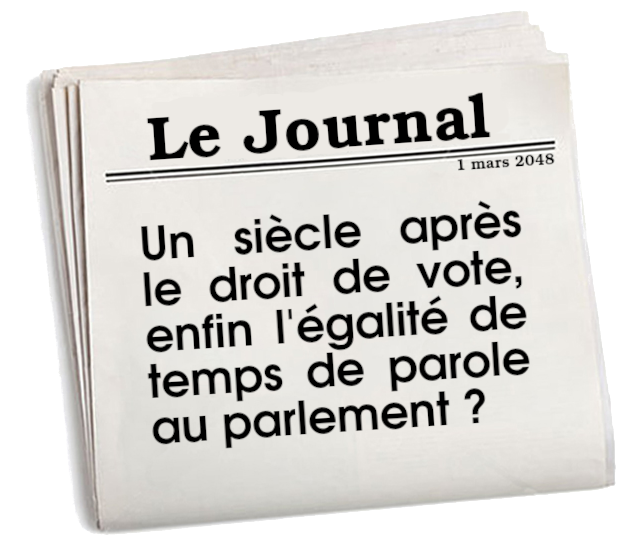 Le Journal
1 mars 2048
Un siècle après
le droit de vote,
enfin l'égalité de
temps de parole
au parlement ?